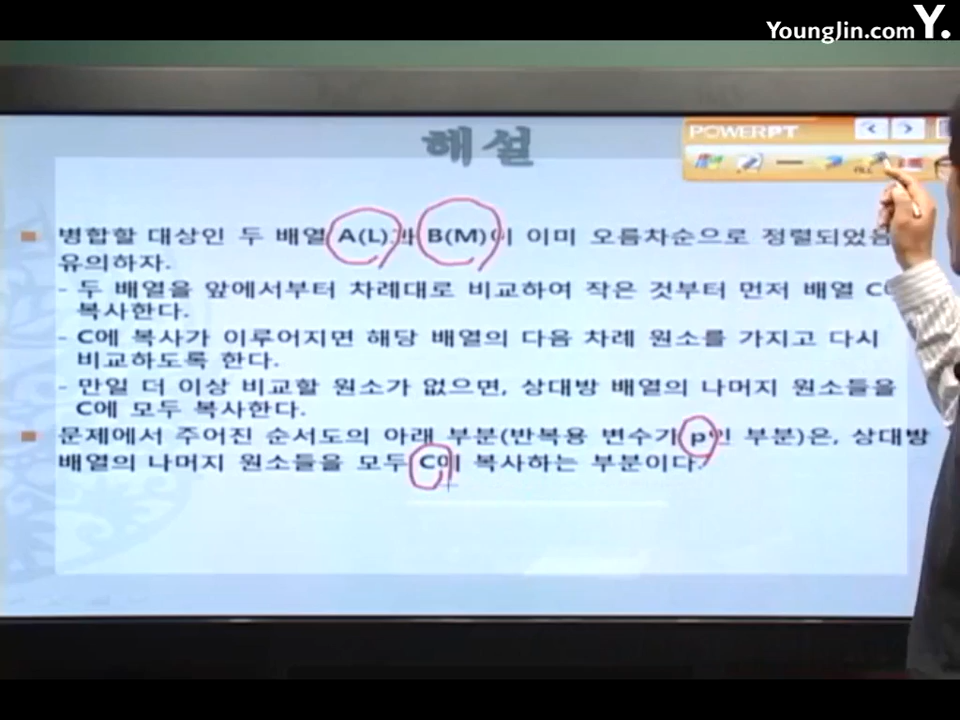 YoungJin.com Y.
해설
POWERPT
병합할 대상인 두 배열 A(L)과 B(M)이 이미 오름차순으로 정렬되었음
유의하자.
- 두 배열을 앞에서부터 차례대로 비교하여 작은 것부터 먼저 배열 C
복사한다.
- C에 복사가 이루어지면 해당 배열의 다음 차례 원소를 가지고 다시
비교하도록 한다.
- 만일 더 이상 비교할 원소가 없으면, 상대방 배열의 나머지 원소들을
C에 모두 복사한다.
문제에서 주어진 순서도의 아래 부분(반복용 변수가 p인 부분)은, 상대방
배열의 나머지 원소들을 모두 C에 복사하는 부분이다.